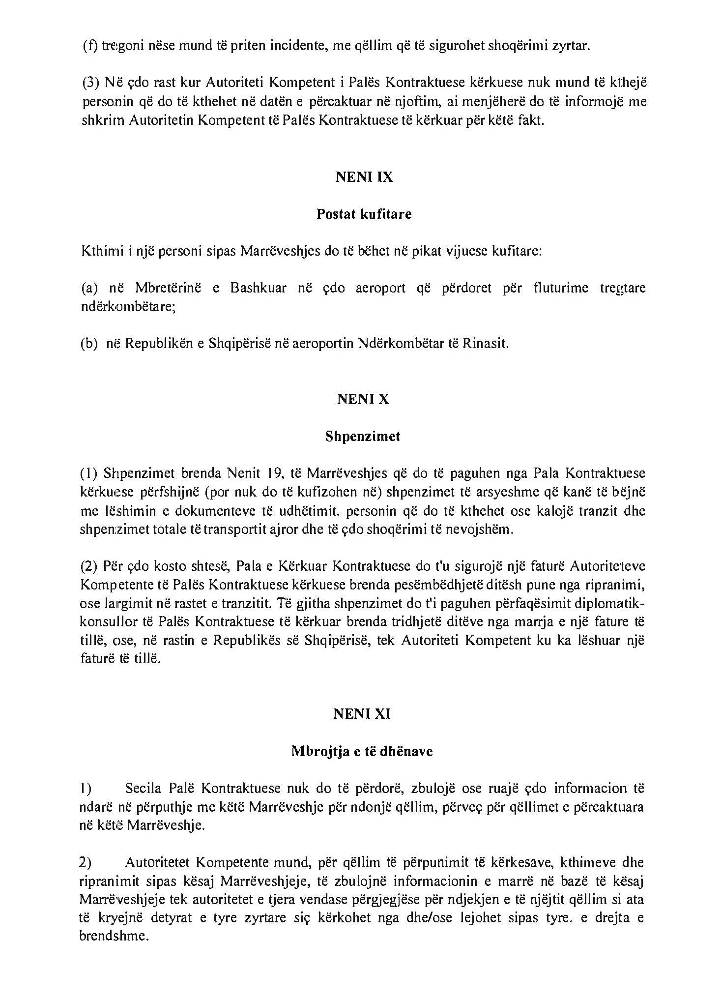 (f) tregoni nëse mund të priten incidente, me qëllim që të sigurohet shoqërimi zyrtar.
(3) Në çdo rast kur Autoriteti Kompetent i Palës Kontraktuese kërkuese nuk mund të kthejë
personin që do të kthehet në datën e përcaktuar në njoftim, ai menjëherë do të informojë me
shkrim Autoritetin Kompetent të Palës Kontraktuese të kërkuar për këtë fakt.
NENI IX
Postat kufitare
Kthimi i një personi sipas Marrëveshjes do të bëhet në pikat vijuese kufitare:
(a) në Mbretërinë e Bashkuar në çdo aeroport që përdoret për fluturime tregtare
ndërkombëtare;
(b) në Republikën e Shqipërisë në aeroportin Ndërkombëtar të Rinasit.
NENI X
Shpenzimet
(1) Shpenzimet brenda Nenit 19, të Marrëveshjes që do të paguhen nga Pala Kontraktuese
kërkuese përfshijnë (por nuk do të kufizohen në) shpenzimet të arsyeshme që kanë të bëjnë
me lëshimin e dokumenteve të udhëtimit. personin që do të kthehet ose kalojë tranzit dhe
shpenzimet totale të transportit ajror dhe të çdo shoqërimi të nevojshëm.
(2) Për çdo kosto shtesë, Pala e Kërkuar Kontraktuese do t'u sigurojë një faturë Autoriteteve
Kompetente të Palës Kontraktuese kërkuese brenda pesëmbëdhjetë ditësh pune nga ripranimi,
ose largimit në rastet e tranzitit. Të gjitha shpenzimet do t'i paguhen përfaqësimit diplomatik-
konsullor të Palës Kontraktuese të kërkuar brenda tridhjetë ditëve nga marrja e një fature të
tillë, ose, në rastin e Republikës së Shqipërisë, tek Autoriteti Kompetent ku ka lëshuar një
faturë të tillë.
NENI XI
Mbrojtja e të dhënave
1) Secila Palë Kontraktuese nuk do të përdorë, zbulojë ose ruajë çdo informacion të
ndarë në përputhje me këtë Marrëveshje për ndonjë qëllim, përveç për qëllimet e përcaktuara
në këtë Marrëveshje.
2) Autoritetet Kompetente mund, për qëllim të përpunimit të kërkesave, kthimeve dhe
ripranimit sipas kësaj Marrëveshjeje, të zbulojnë informacionin e marrë në bazë të kësaj
Marrëveshjeje tek autoritetet e tjera vendase përgjegjëse për ndjekjen e të njëjtit qëllim si ata
të kryejnë detyrat e tyre zyrtare siç kërkohet nga dhe/ose lejohet sipas tyre. e drejta e
brendshme.